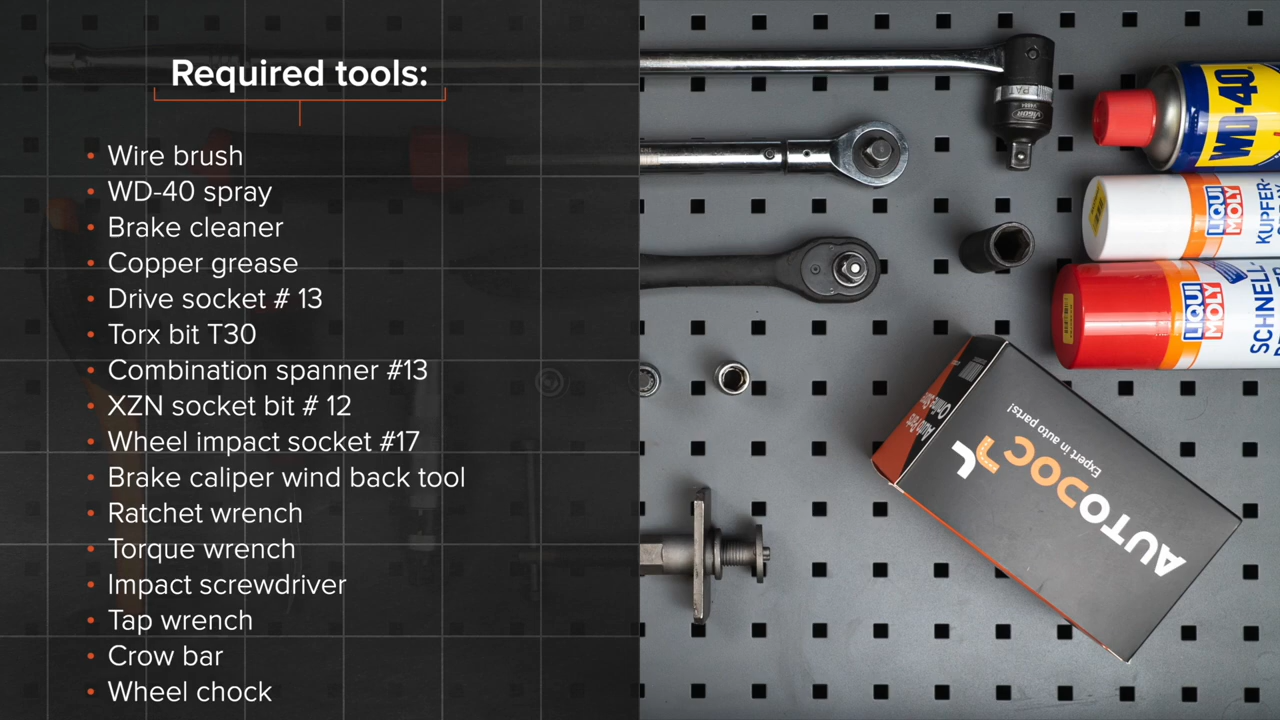 Required tools:
Wire brush
WD-40 spray
Brake cleaner
Copper grease
Drive socket # 13
Torx bit T30
Combination spanner #13
XZN socket bit # 12
Wheel impact socket #17
Brake caliper wind back tool
Ratchet wrench
Torque wrench
Impact screwdriver
Tap wrench
Crow bar
Wheel chock
WD-40
LIQUI
MOLY
KUPFER-
LIQUI
MOLY
SCHNELL-
AUTODOC
Expert in auto parts!